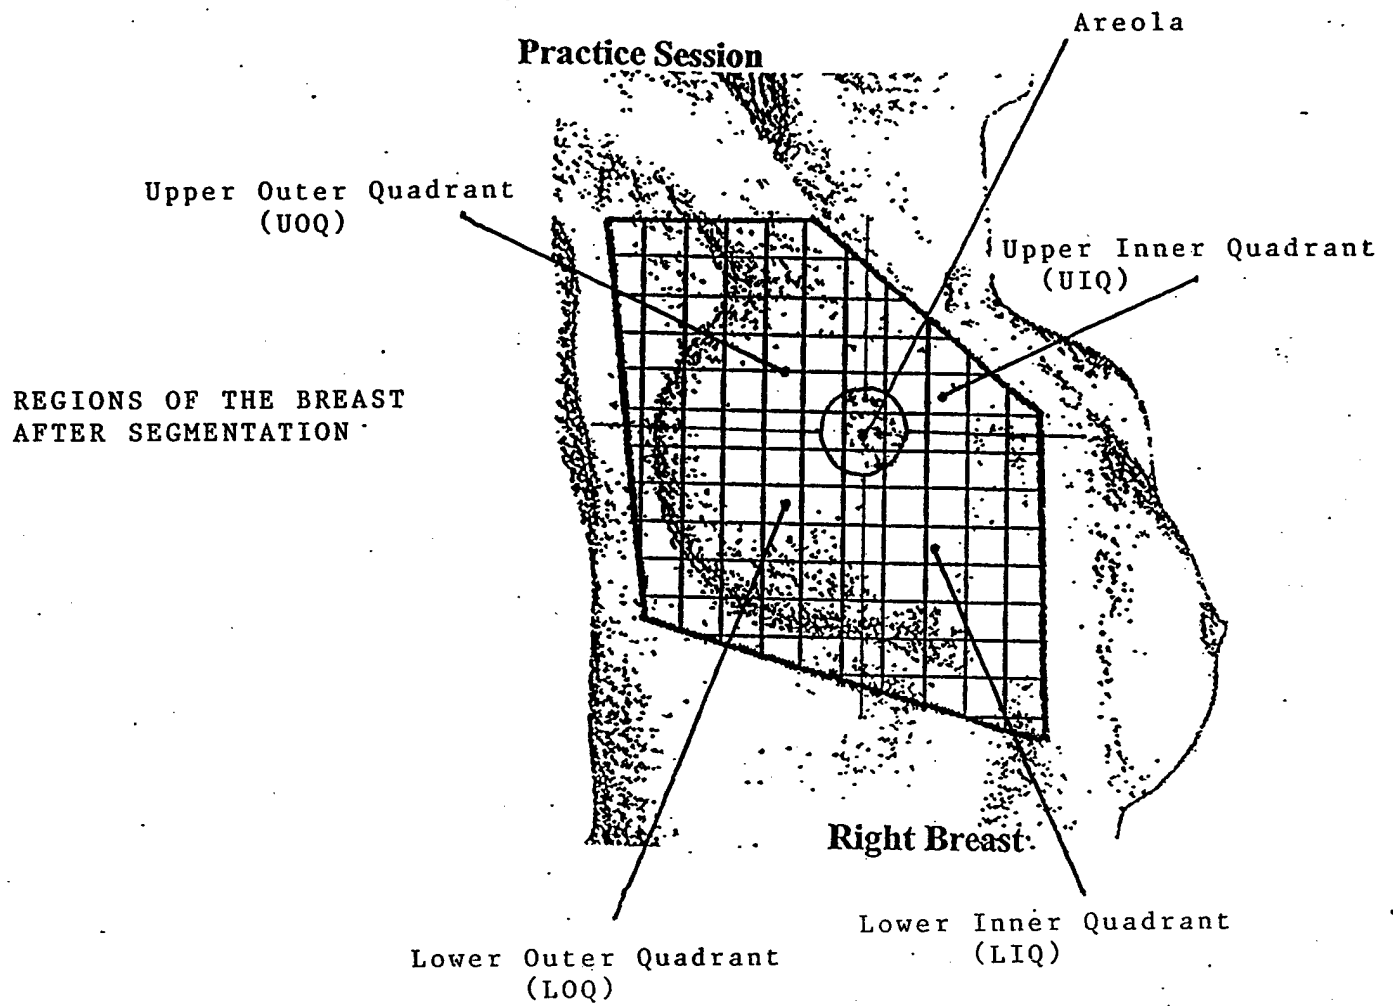 Areola
Practice Session
Upper Outer Quadrant
(UOQ)
Upper Inner Quadrant
(UIQ)
REGIONS OF THE BREAST
AFTER SEGMENTATION
Right Breast
Lower Inner Quadrant
(LIQ)
Lower Outer Quadrant
(LOQ)